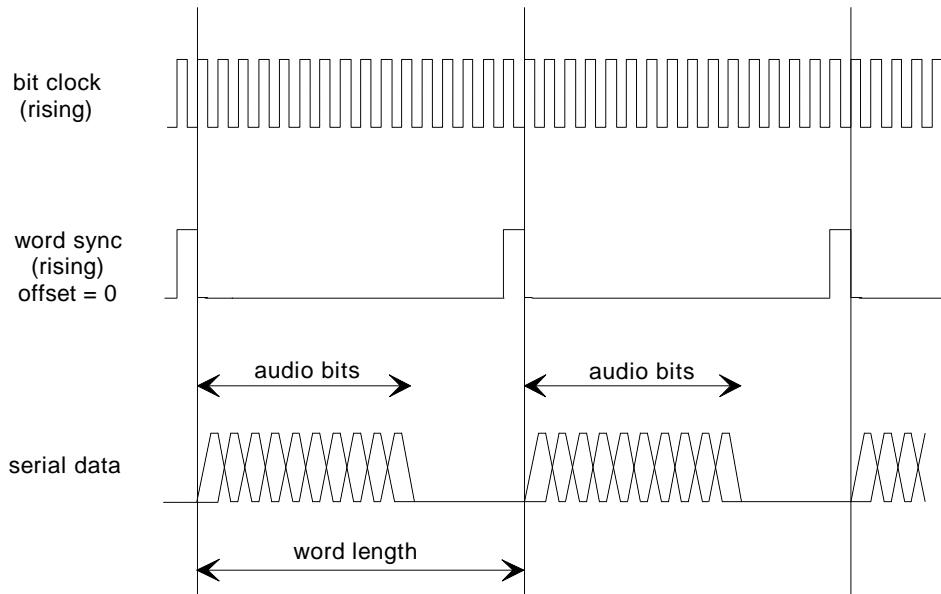 bit clock
(rising)
word sync
(rising)
offset = 0
audio bits
audio bits
serial data
word length